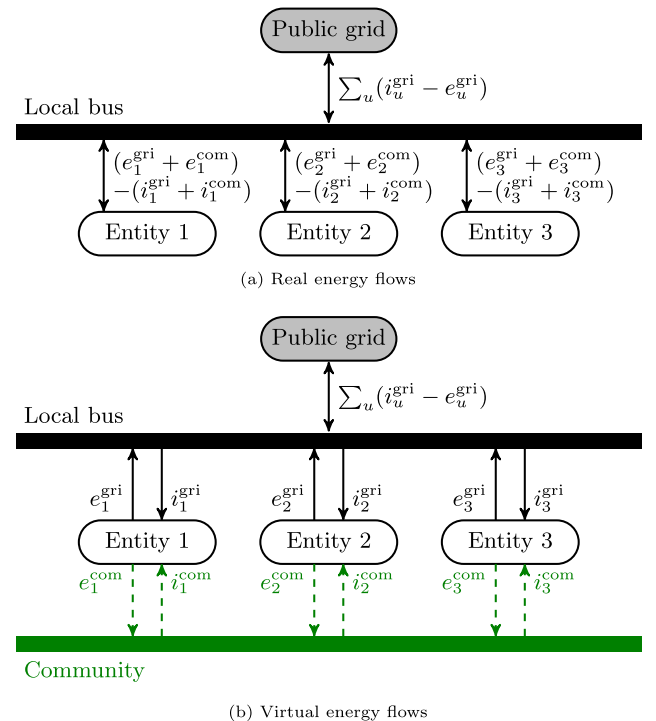 Public grid
∑_u(i_u^gri − e_u^gri)
Local bus
(e_1^gri + e_1^com) (e_2^gri + e_2^com) (e_3^gri + e_3^com)
−(i_1^gri + i_1^com) −(i_2^gri + i_2^com) −(i_3^gri + i_3^com)
Entity 1 Entity 2 Entity 3
(a) Real energy flows
Public grid
∑_u(i_u^gri − e_u^gri)
Local bus
e_1^gri i_1^gri e_2^gri i_2^gri e_3^gri i_3^gri
Entity 1 Entity 2 Entity 3
e_1^com i_1^com e_2^com i_2^com e_3^com i_3^com
Community
(b) Virtual energy flows